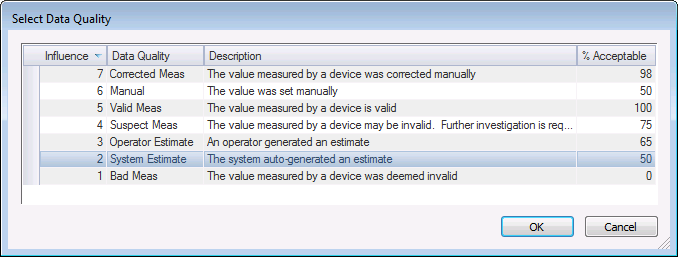 Select Data Quality
Influence Data Quality Description % Acceptable
7 Corrected Meas The value measured by a device was corrected manually 98
6 Manual The value was set manually 50
5 Valid Meas The value measured by a device is valid 100
4 Suspect Meas The value measured by a device may be invalid. Further investigation is req... 75
3 Operator Estimate An operator generated an estimate 65
2 System Estimate The system auto-generated an estimate 50
1 Bad Meas The value measured by a device was deemed invalid 0
OK Cancel